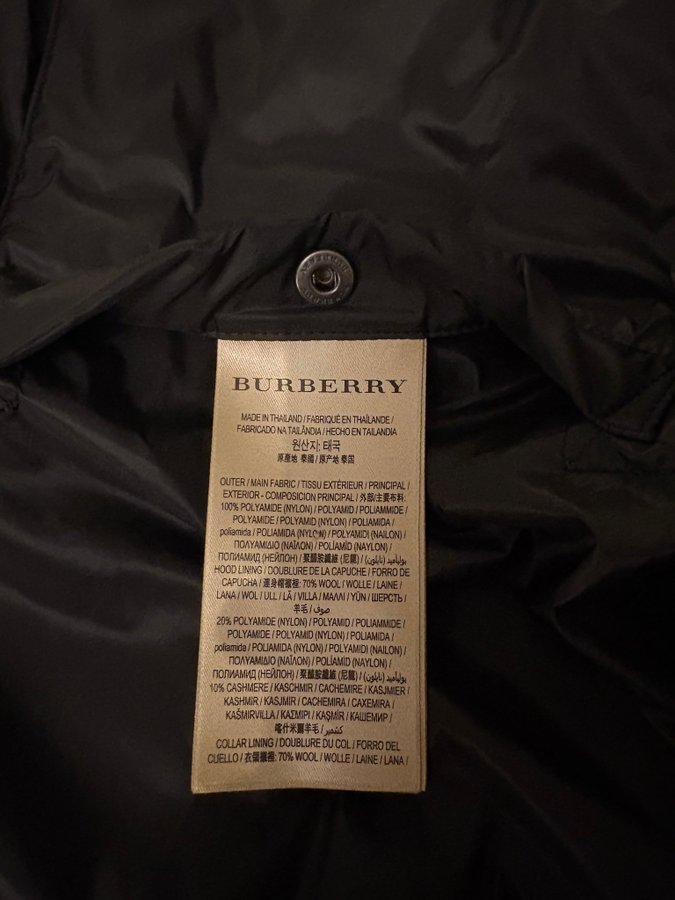 BURBERRY
MADE IN THAILAND / FABRIQUÉ EN THAÏLANDE /
FABRICADO NA TAILÂNDIA / HECHO EN TAILANDIA
원산지: 태국
原產地 泰國 / 原产地 泰国
OUTER / MAIN FABRIC / TISSU EXTÉRIEUR / PRINCIPAL /
EXTERIOR - COMPOSICION PRINCIPAL / 外部/主要布料:
100% POLYAMIDE (NYLON) / POLYAMID / POLIAMMIDE /
POLYAMIDE / POLYAMID (NYLON) / POLIAMIDA /
poliamida / POLIAMIDA (NYLON) / POLYAMID (NAILON) /
ΠΟΛΥΑΜΙΔΙΟ (ΝΑΪΛΟΝ) / POLÍAMÍD (NAYLON) /
ПОЛИАМИД (НЕЙЛОН) / 聚醯胺纖維 (尼龍) / بوليأميد (نايلون)
HOOD LINING / DOUBLURE DE LA CAPUCHE / FORRO DE
CAPUCHA / 連身帽襯裡: 70% WOOL / WOLLE / LAINE /
LANA / WOL / ULL / LÃ / VILLA / ΜΑΛΛΙ / YÜN / ШЕРСТЬ /
羊毛 / صوف
20% POLYAMIDE (NYLON) / POLYAMID / POLIAMMIDE /
POLYAMIDE / POLYAMID (NYLON) / POLIAMIDA /
poliamida / POLIAMIDA (NYLON) / POLYAMIDI (NAILON) /
ΠΟΛΥΑΜΙΔΙΟ (ΝΑΪΛΟΝ) / POLÍAMÍD (NAYLON) /
ПОЛИАМИД (НЕЙЛОН) / 聚醯胺纖維 (尼龍) / بوليأميد (نايلون)
10% CASHMERE / KASCHMIR / CACHEMIRE / KASJMIER /
KASHMIR / KASJMIR / CACHEMIRA / CAXEMIRA /
KAŠMIRVILLA / ΚΑΣΜΙΡΙ / KAŞMİR / КАШЕМИР /
喀什米爾羊毛 / كشمير
COLLAR LINING / DOUBLURE DU COL / FORRO DEL
CUELLO / 衣領襯裡: 70% WOOL / WOLLE / LAINE / LANA /